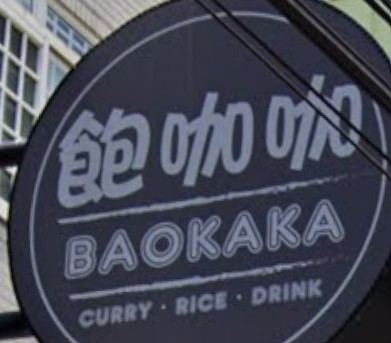 飽咖咖
BAOKAKA
CURRY · RICE · DRINK